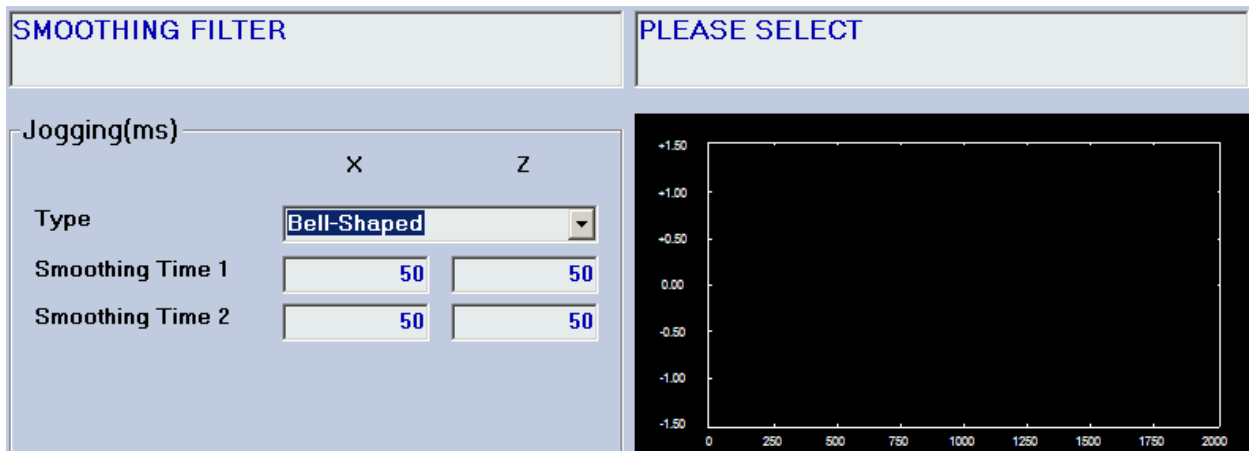 SMOOTHING FILTER
PLEASE SELECT
Jogging(ms)
X Z
Type Bell-Shaped
Smoothing Time 1 50 50
Smoothing Time 2 50 50
+1.50
+1.00
+0.50
0.00
-0.50
-1.00
-1.50
0 250 500 750 1000 1250 1500 1750 2000